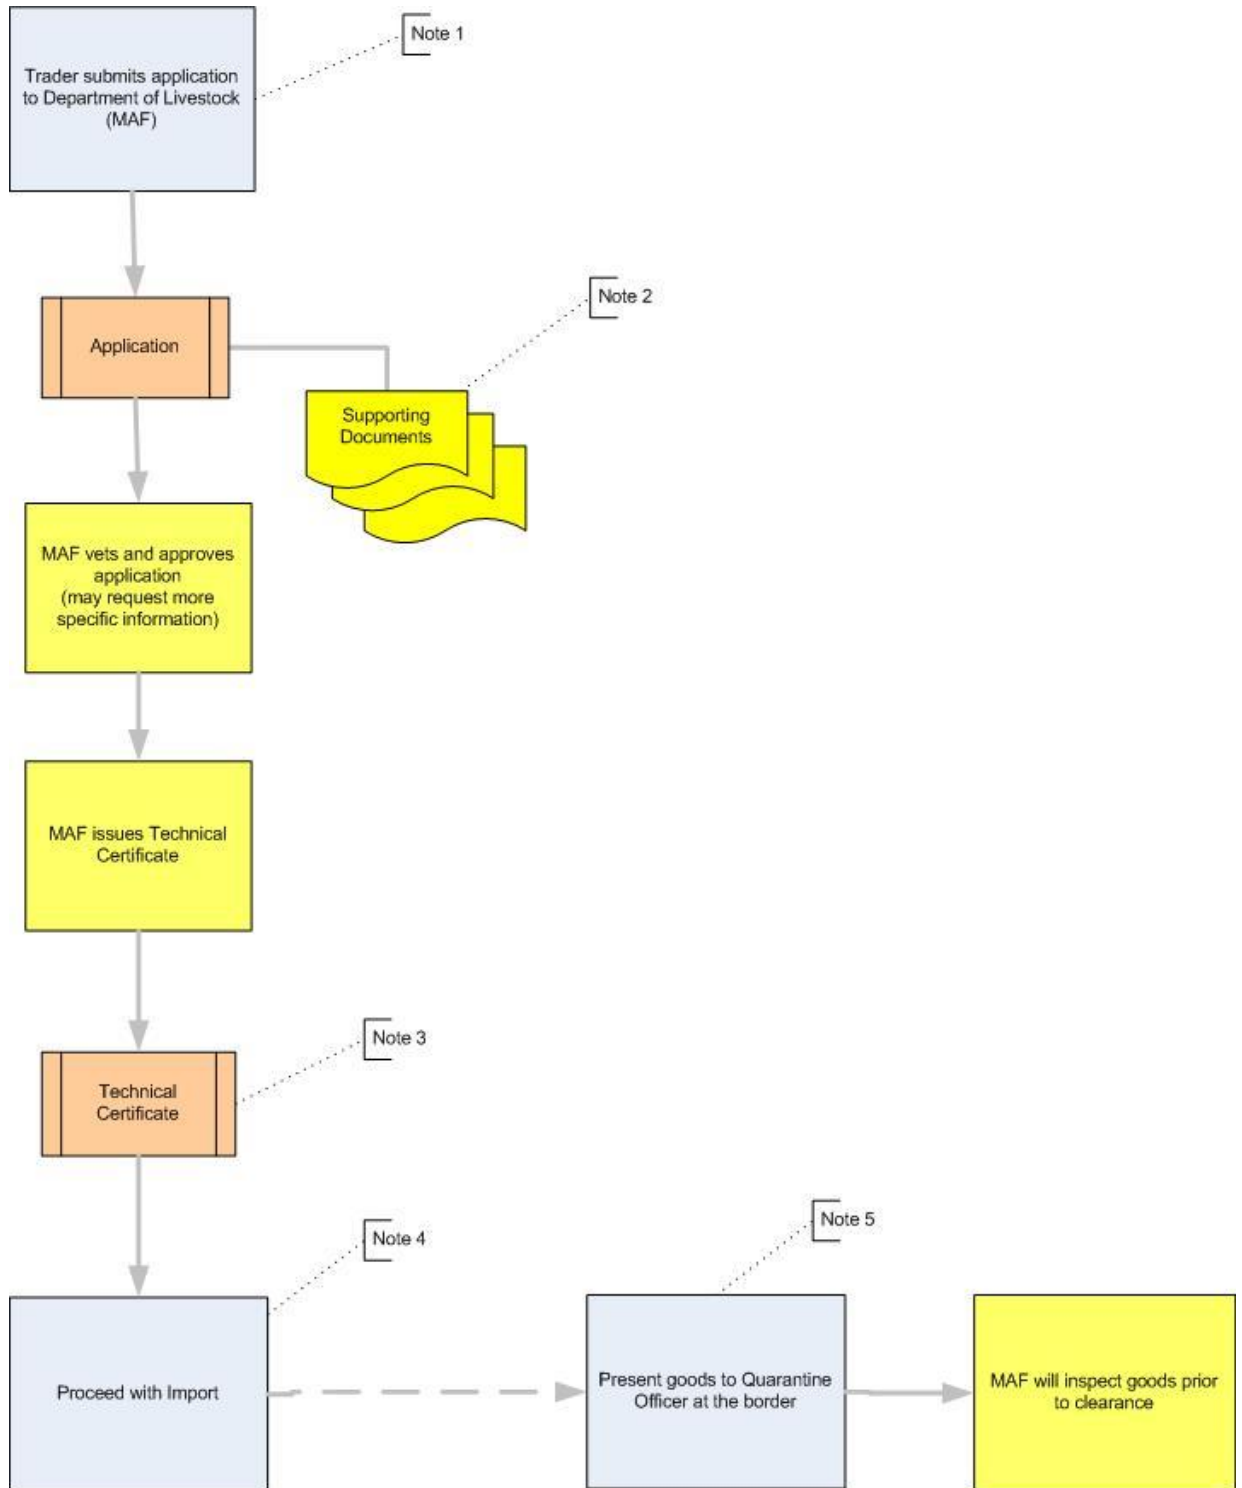 Note 1
Trader submits application
to Department of Livestock
(MAF)
Note 2
Application
Supporting
Documents
MAF vets and approves
application
(may request more
specific information)
MAF issues Technical
Certificate
Note 3
Technical
Certificate
Note 4
Note 5
Proceed with Import
Present goods to Quarantine
Officer at the border
MAF will inspect goods prior
to clearance